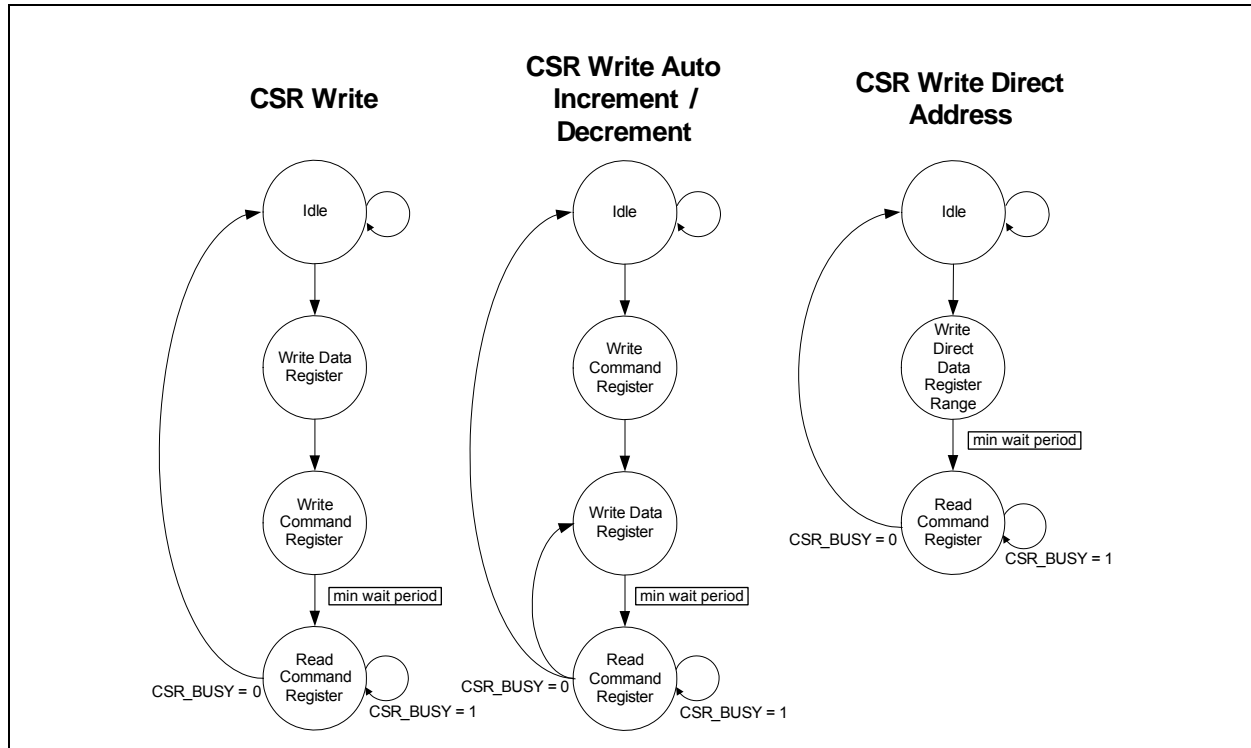 CSR Write
Idle
Write Data
Register
Write
Command
Register
min wait period
Read
Command
Register
CSR_BUSY = 0
CSR_BUSY = 1
CSR Write Auto
Increment /
Decrement
Idle
Write
Command
Register
Write Data
Register
min wait period
Read
Command
Register
CSR_BUSY = 0
CSR_BUSY = 1
CSR Write Direct
Address
Idle
Write
Direct
Data
Register
Range
min wait period
Read
Command
Register
CSR_BUSY = 0
CSR_BUSY = 1